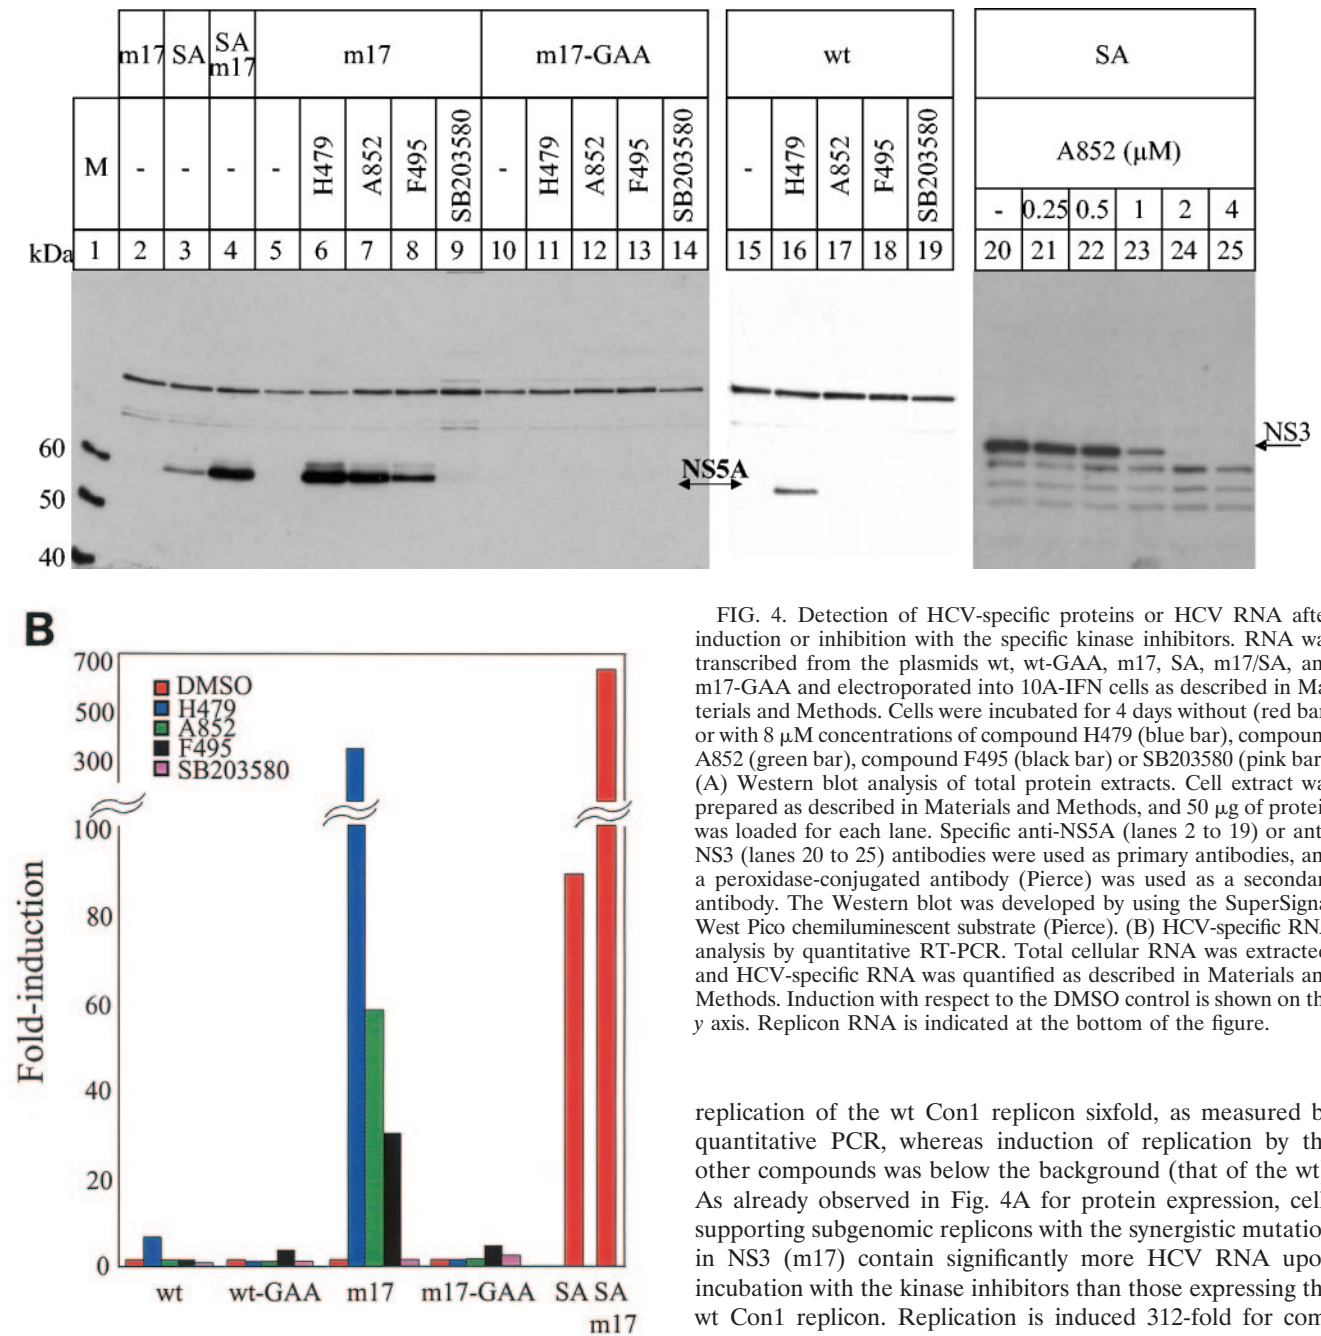 m17 SA SA m17 m17 m17-GAA wt SA
M - - - - H479 A852 F495 SB203580 - H479 A852 F495 SB203580 - H479 A852 F495 SB203580 A852 (μM)
- 0.25 0.5 1 2 4
kDa 1 2 3 4 5 6 7 8 9 10 11 12 13 14 15 16 17 18 19 20 21 22 23 24 25
60
50
40
NS5A
NS3
B
700
500
300
100
80
60
40
20
0
Fold-induction
DMSO
H479
A852
F495
SB203580
wt wt-GAA m17 m17-GAA SA SA
m17
FIG. 4. Detection of HCV-specific proteins or HCV RNA afte
induction or inhibition with the specific kinase inhibitors. RNA wa
transcribed from the plasmids wt, wt-GAA, m17, SA, m17/SA, an
m17-GAA and electroporated into 10A-IFN cells as described in Ma
terials and Methods. Cells were incubated for 4 days without (red bar
or with 8 μM concentrations of compound H479 (blue bar), compoun
A852 (green bar), compound F495 (black bar) or SB203580 (pink bar
(A) Western blot analysis of total protein extracts. Cell extract wa
prepared as described in Materials and Methods, and 50 μg of protei
was loaded for each lane. Specific anti-NS5A (lanes 2 to 19) or ant
NS3 (lanes 20 to 25) antibodies were used as primary antibodies, an
a peroxidase-conjugated antibody (Pierce) was used as a secondar
antibody. The Western blot was developed by using the SuperSigna
West Pico chemiluminescent substrate (Pierce). (B) HCV-specific RNA
analysis by quantitative RT-PCR. Total cellular RNA was extracted
and HCV-specific RNA was quantified as described in Materials an
Methods. Induction with respect to the DMSO control is shown on th
y axis. Replicon RNA is indicated at the bottom of the figure.
replication of the wt Con1 replicon sixfold, as measured b
quantitative PCR, whereas induction of replication by th
other compounds was below the background (that of the wt
As already observed in Fig. 4A for protein expression, cell
supporting subgenomic replicons with the synergistic mutatio
in NS3 (m17) contain significantly more HCV RNA upo
incubation with the kinase inhibitors than those expressing th
wt Con1 replicon. Replication is induced 312-fold for com